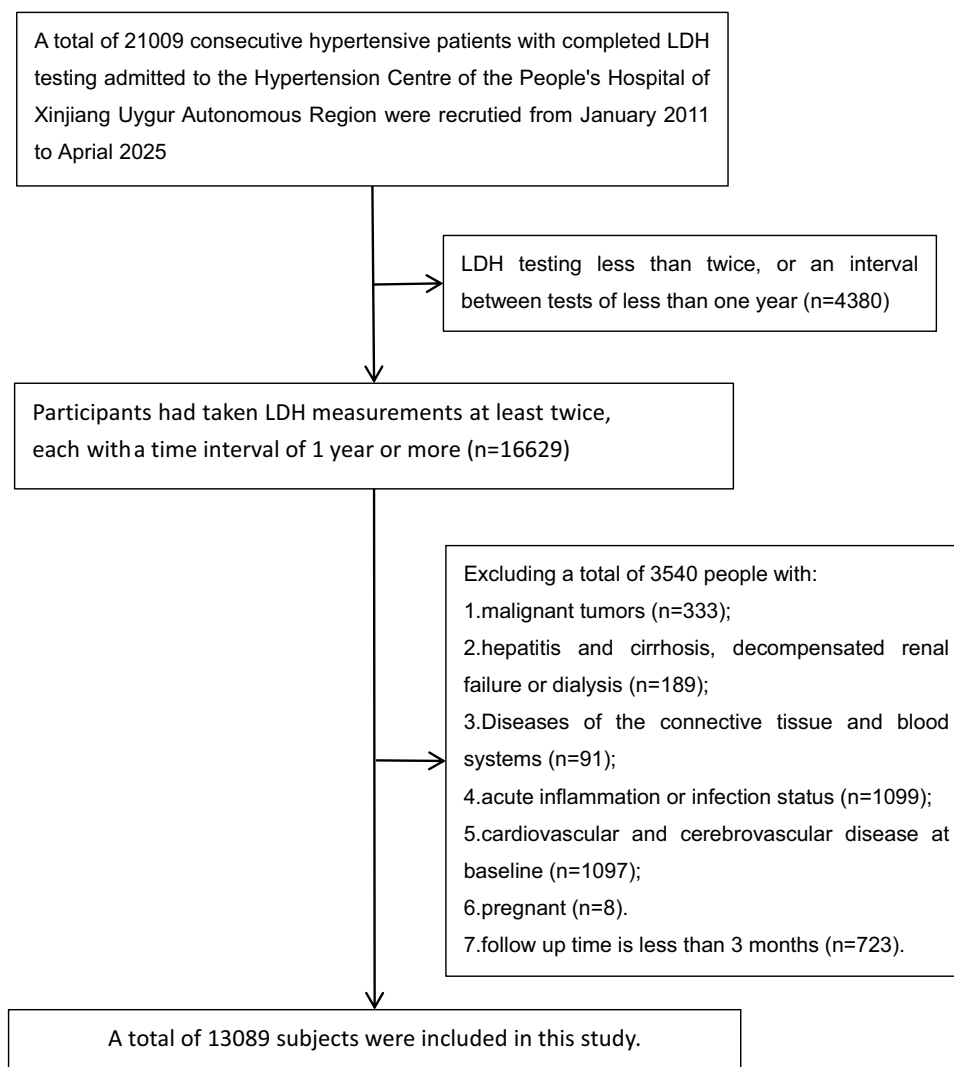 A total of 21009 consecutive hypertensive patients with completed LDH
testing admitted to the Hypertension Centre of the People's Hospital of
Xinjiang Uygur Autonomous Region were recrutied from January 2011
to Aprial 2025
LDH testing less than twice, or an interval
between tests of less than one year (n=4380)
Participants had taken LDH measurements at least twice,
each with a time interval of 1 year or more (n=16629)
Excluding a total of 3540 people with:
1.malignant tumors (n=333);
2.hepatitis and cirrhosis, decompensated renal
failure or dialysis (n=189);
3.Diseases of the connective tissue and blood
systems (n=91);
4.acute inflammation or infection status (n=1099);
5.cardiovascular and cerebrovascular disease at
baseline (n=1097);
6.pregnant (n=8).
7.follow up time is less than 3 months (n=723).
A total of 13089 subjects were included in this study.